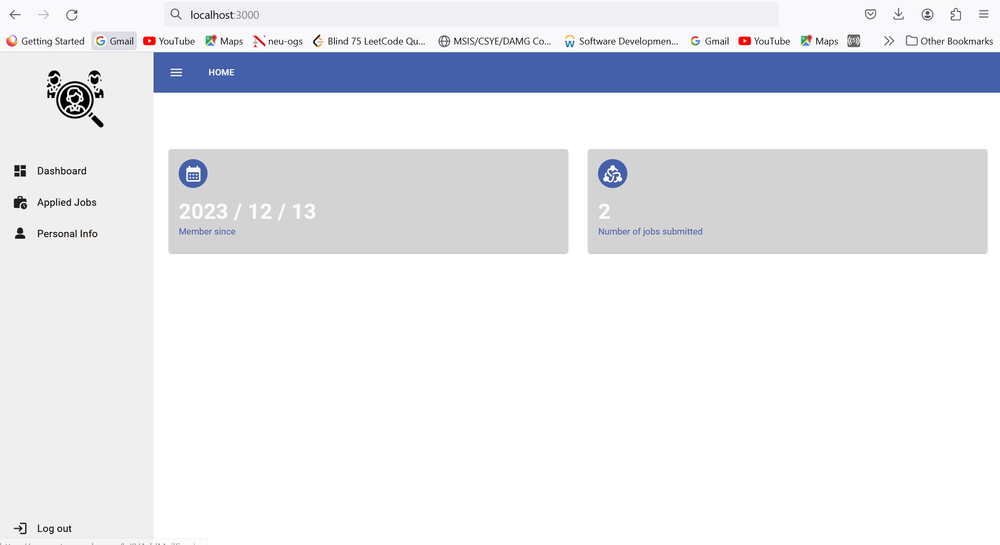 localhost:3000
Getting Started Gmail YouTube Maps neu-ogs Blind 75 LeetCode Qu... MSIS/CSYE/DAMG Co... Software Developmen... Gmail YouTube Maps Other Bookmarks
HOME
Dashboard
Applied Jobs
Personal Info
2023 / 12 / 13
Member since
2
Number of jobs submitted
Log out